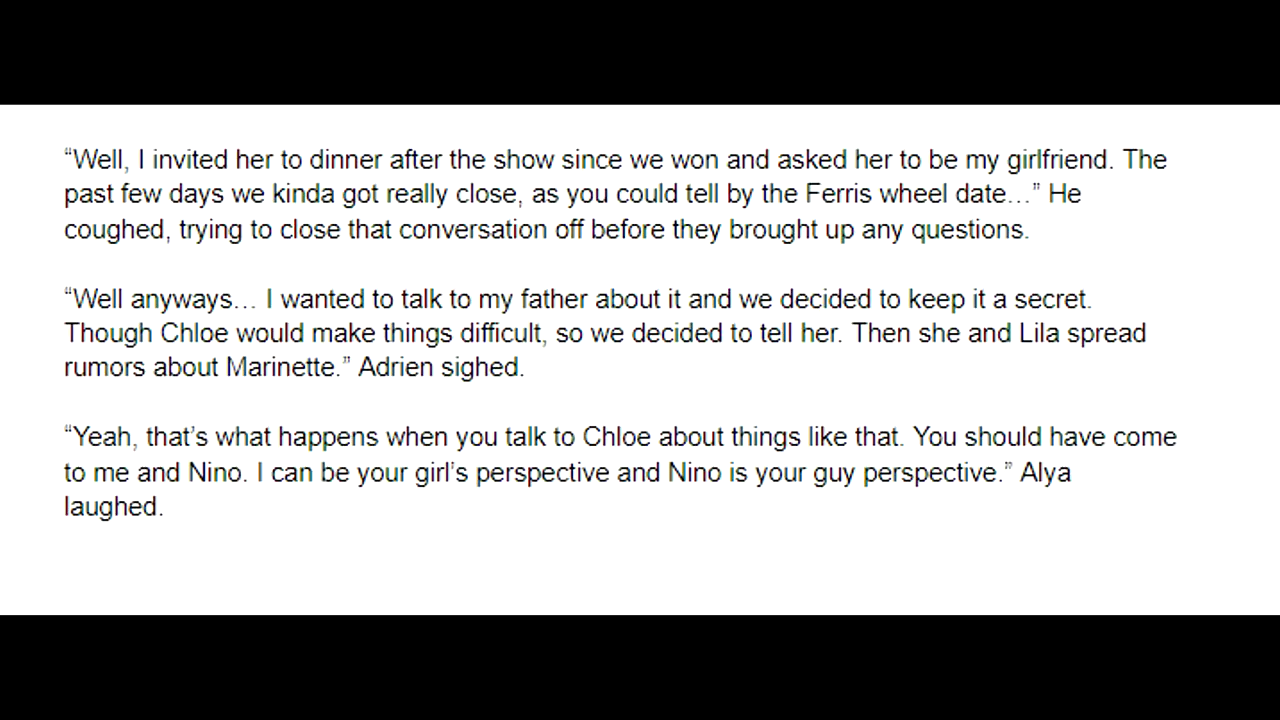 “Well, I invited her to dinner after the show since we won and asked her to be my girlfriend. The
past few days we kinda got really close, as you could tell by the Ferris wheel date…” He
coughed, trying to close that conversation off before they brought up any questions.
“Well anyways… I wanted to talk to my father about it and we decided to keep it a secret.
Though Chloe would make things difficult, so we decided to tell her. Then she and Lila spread
rumors about Marinette.” Adrien sighed.
“Yeah, that’s what happens when you talk to Chloe about things like that. You should have come
to me and Nino. I can be your girl’s perspective and Nino is your guy perspective.” Alya
laughed.